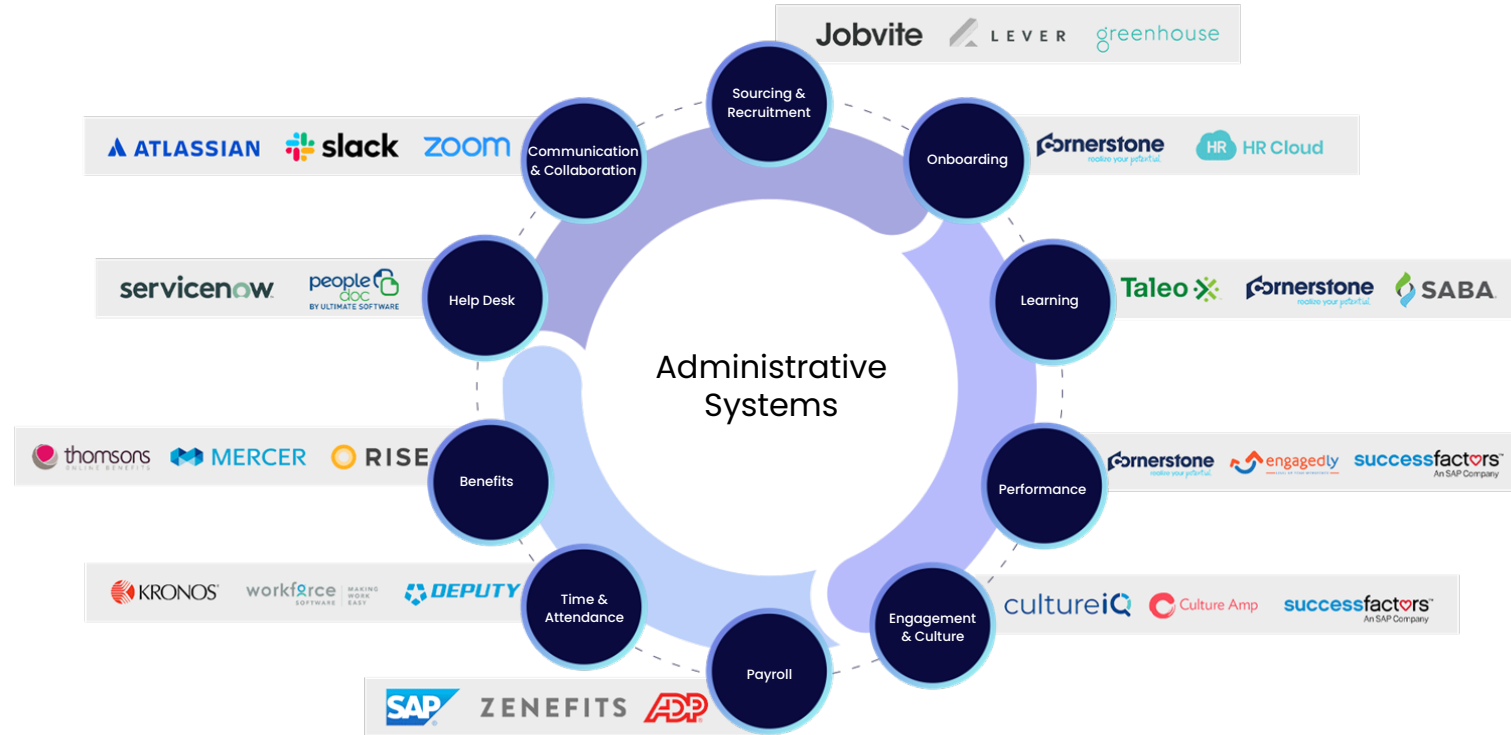 Jobvite LEVER greenhouse
Sourcing &
Recruitment
Onboarding
Cornerstone
realize your potential
HR HR Cloud
Learning
Taleo
Cornerstone
realize your potential
SABA
Performance
Cornerstone
realize your potential
engagedly
successfactors™
An SAP Company
Engagement
& Culture
cultureiQ
Culture Amp
successfactors™
An SAP Company
Payroll
SAP ZENEFITS ADP
Time &
Attendance
KRONOS
workforce
SOFTWARE
MAKING
WORK
EASY
DEPUTY
Benefits
thomsons
ONLINE BENEFITS
MERCER
RISE
Help Desk
servicenow
people
doc
BY ULTIMATE SOFTWARE
Communication
& Collaboration
ATLASSIAN slack zoom
Administrative
Systems